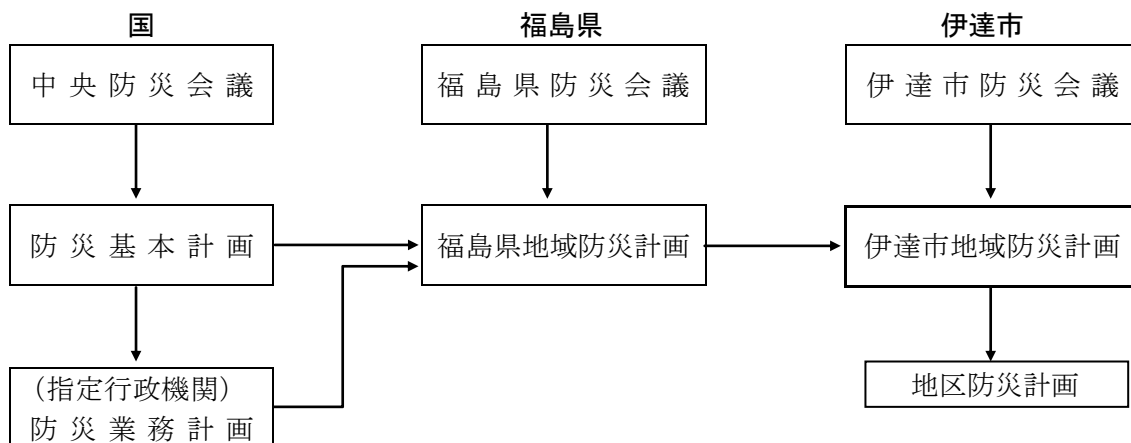 国
福島県
伊達市
中央防災会議
福島県防災会議
伊達市防災会議
防災基本計画
福島県地域防災計画
伊達市地域防災計画
(指定行政機関)
防災業務計画
地区防災計画